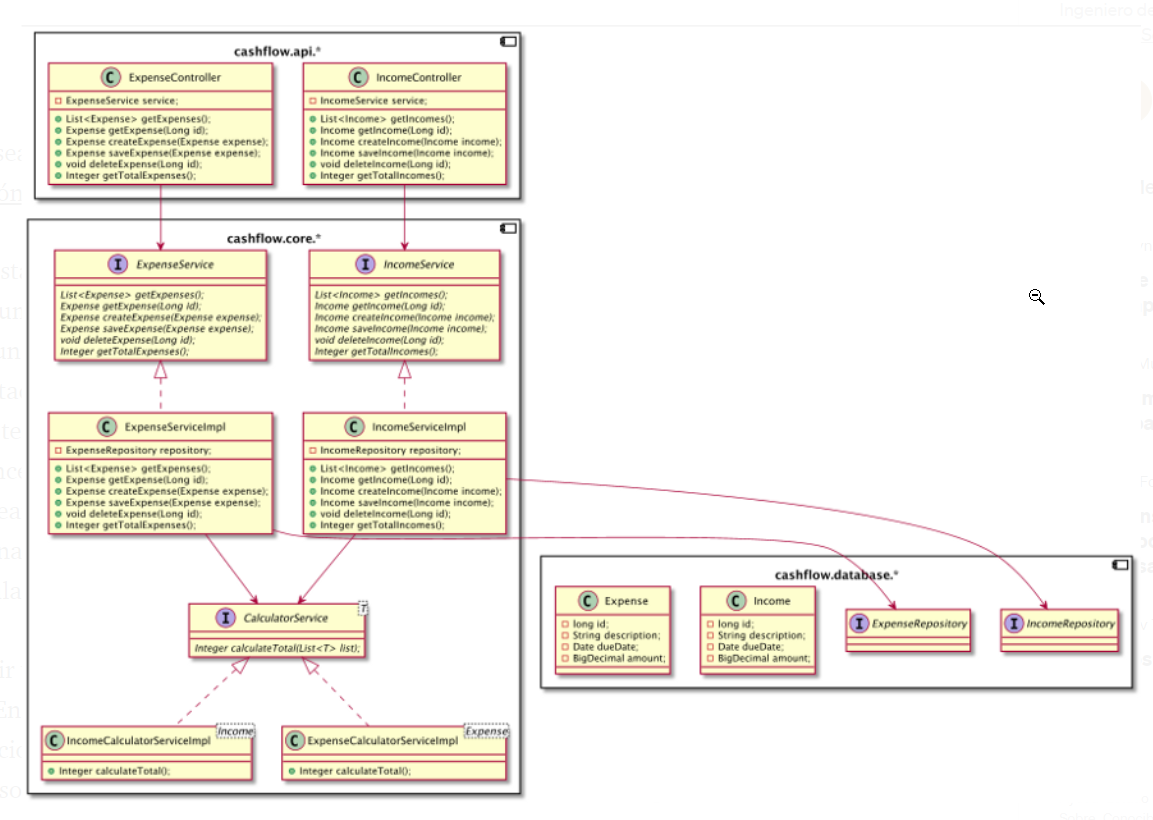 Ingeniero de
cashflow.api.*
C ExpenseController
ExpenseService service;
List<Expense> getExpenses();
Expense getExpense(Long id);
Expense createExpense(Expense expense);
Expense saveExpense(Expense expense);
void deleteExpense(Long id);
Integer getTotalExpenses();
C IncomeController
IncomeService service;
List<Income> getIncomes();
Income getIncome(Long id);
Income createIncome(Income income);
Income saveIncome(Income income);
void deleteIncome(Long id);
Integer getTotalIncomes();
cashflow.core.*
I ExpenseService
List<Expense> getExpenses();
Expense getExpense(Long id);
Expense createExpense(Expense expense);
Expense saveExpense(Expense expense);
void deleteExpense(Long id);
Integer getTotalExpenses();
I IncomeService
List<Income> getIncomes();
Income getIncome(Long id);
Income createIncome(Income income);
Income saveIncome(Income income);
void deleteIncome(Long id);
Integer getTotalIncomes();
C ExpenseServiceImpl
ExpenseRepository repository;
List<Expense> getExpenses();
Expense getExpense(Long id);
Expense createExpense(Expense expense);
Expense saveExpense(Expense expense);
void deleteExpense(Long id);
Integer getTotalExpenses();
C IncomeServiceImpl
IncomeRepository repository;
List<Income> getIncomes();
Income getIncome(Long id);
Income createIncome(Income income);
Income saveIncome(Income income);
void deleteIncome(Long id);
Integer getTotalIncomes();
I CalculatorService
T
Integer calculateTotal(List<T> list);
C IncomeCalculatorServiceImpl
Income
Integer calculateTotal();
C ExpenseCalculatorServiceImpl
Expense
Integer calculateTotal();
cashflow.database.*
C Expense
long id;
String description;
Date dueDate;
BigDecimal amount;
C Income
long id;
String description;
Date dueDate;
BigDecimal amount;
I ExpenseRepository
I IncomeRepository